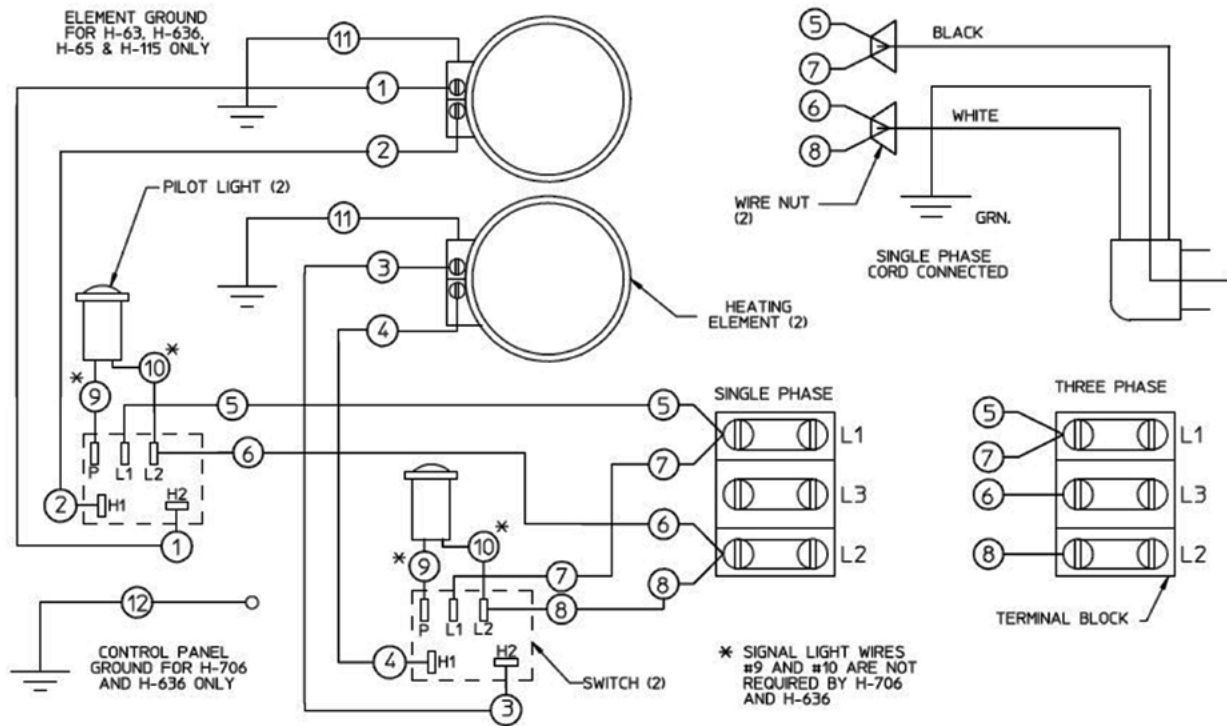 ELEMENT GROUND
FOR H-63, H-636,
H-65 & H-115 ONLY
11
1
2
PILOT LIGHT (2)
11
3
4
HEATING
ELEMENT (2)
5
7
BLACK
6
8
WHITE
WIRE NUT
(2)
GRN.
SINGLE PHASE
CORD CONNECTED
* 10
* 9
5
6
P L1 L2
2 H1 H2
1
* 10
* 9
7
8
P L1 L2
4 H1 H2
3
SWITCH (2)
12
CONTROL PANEL
GROUND FOR H-706
AND H-636 ONLY
SINGLE PHASE
5 L1
7
L3
6
L2
8
THREE PHASE
5 L1
7
6 L3
8 L2
TERMINAL BLOCK
* SIGNAL LIGHT WIRES
#9 AND #10 ARE NOT
REQUIRED BY H-706
AND H-636